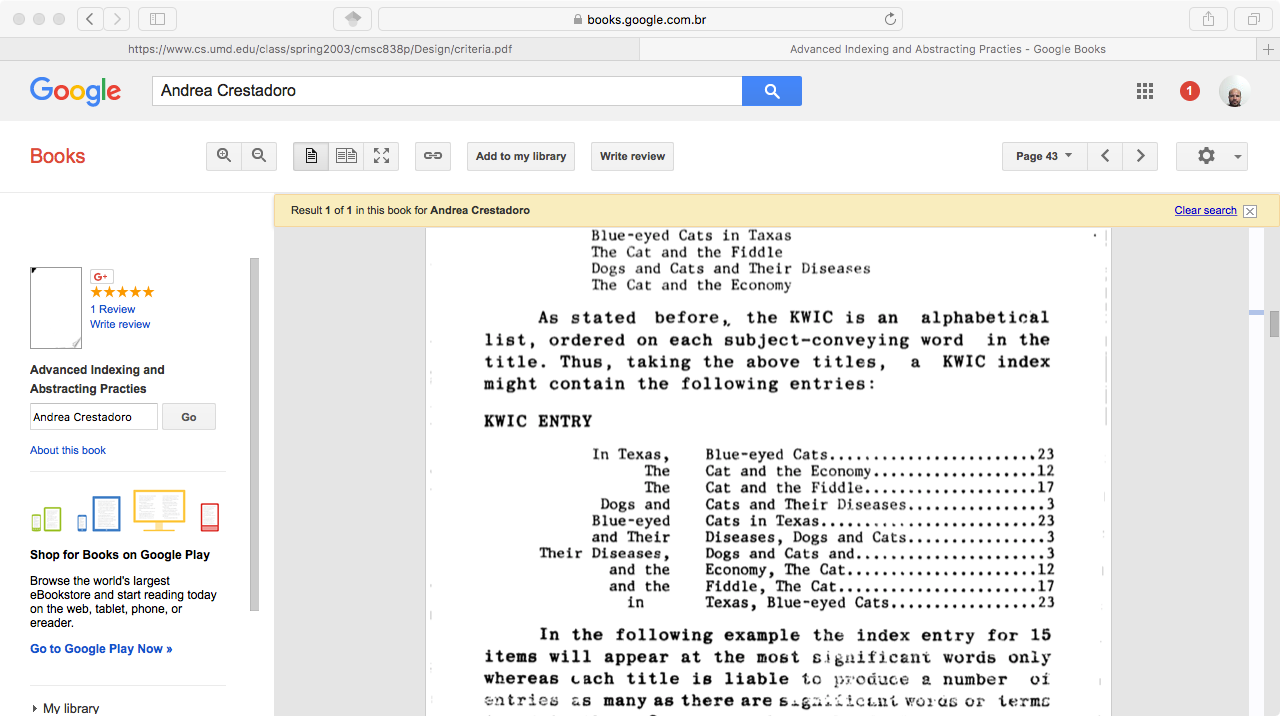 books.google.com.br
https://www.cs.umd.edu/class/spring2003/cmsc838p/Design/criteria.pdf
Advanced Indexing and Abstracting Practies - Google Books
Google
Andrea Crestadoro
1
Books
Add to my library
Write review
Page 43
Result 1 of 1 in this book for Andrea Crestadoro
Clear search
G+
1 Review
Write review
Advanced Indexing and
Abstracting Practies
Andrea Crestadoro
Go
About this book
Shop for Books on Google Play
Browse the world's largest
eBookstore and start reading today
on the web, tablet, phone, or
ereader.
Go to Google Play Now »
My library
Blue-eyed Cats in Taxas
The Cat and the Fiddle
Dogs and Cats and Their Diseases
The Cat and the Economy
As stated before, the KWIC is an alphabetical
list, ordered on each subject-conveying word in the
title. Thus, taking the above titles, a KWIC index
might contain the following entries:
KWIC ENTRY
In Texas, Blue-eyed Cats.........................23
The Cat and the Economy....................12
The Cat and the Fiddle.....................17
Dogs and Cats and Their Diseases................3
Blue-eyed Cats in Texas..........................23
and Their Diseases, Dogs and Cats................3
Their Diseases, Dogs and Cats and......................3
and the Economy, The Cat.......................12
and the Fiddle, The Cat........................17
in Texas, Blue-eyed Cats..................23
In the following example the index entry for 15
items will appear at the most significant words only
whereas each title is liable to produce a number of
entries as many as there are significant words or terms